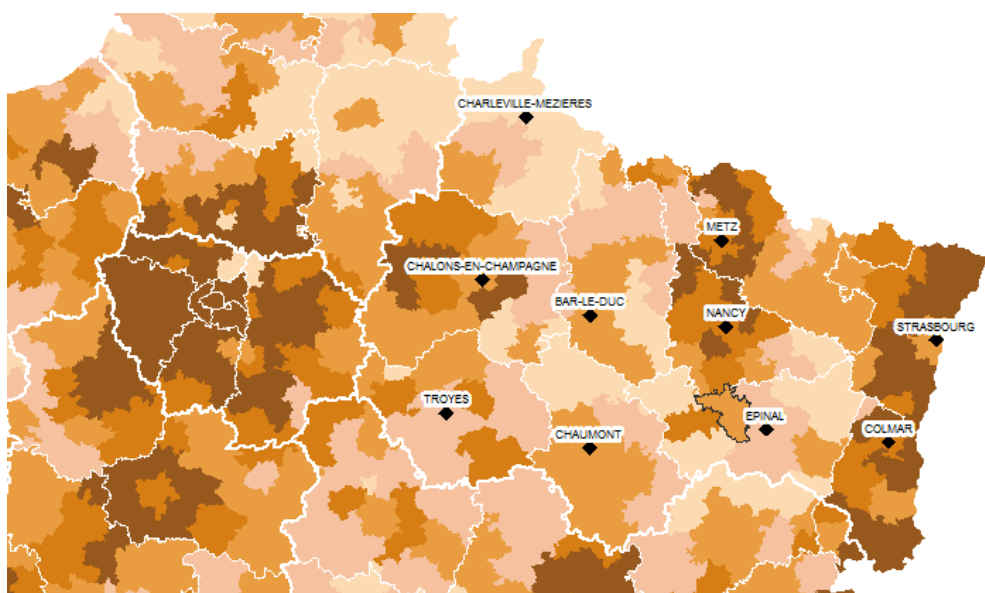 CHARLEVILLE-MEZIERES
METZ
CHALONS-EN-CHAMPAGNE
BAR-LE-DUC
NANCY
STRASBOURG
TROYES
EPINAL
CHAUMONT
COLMAR